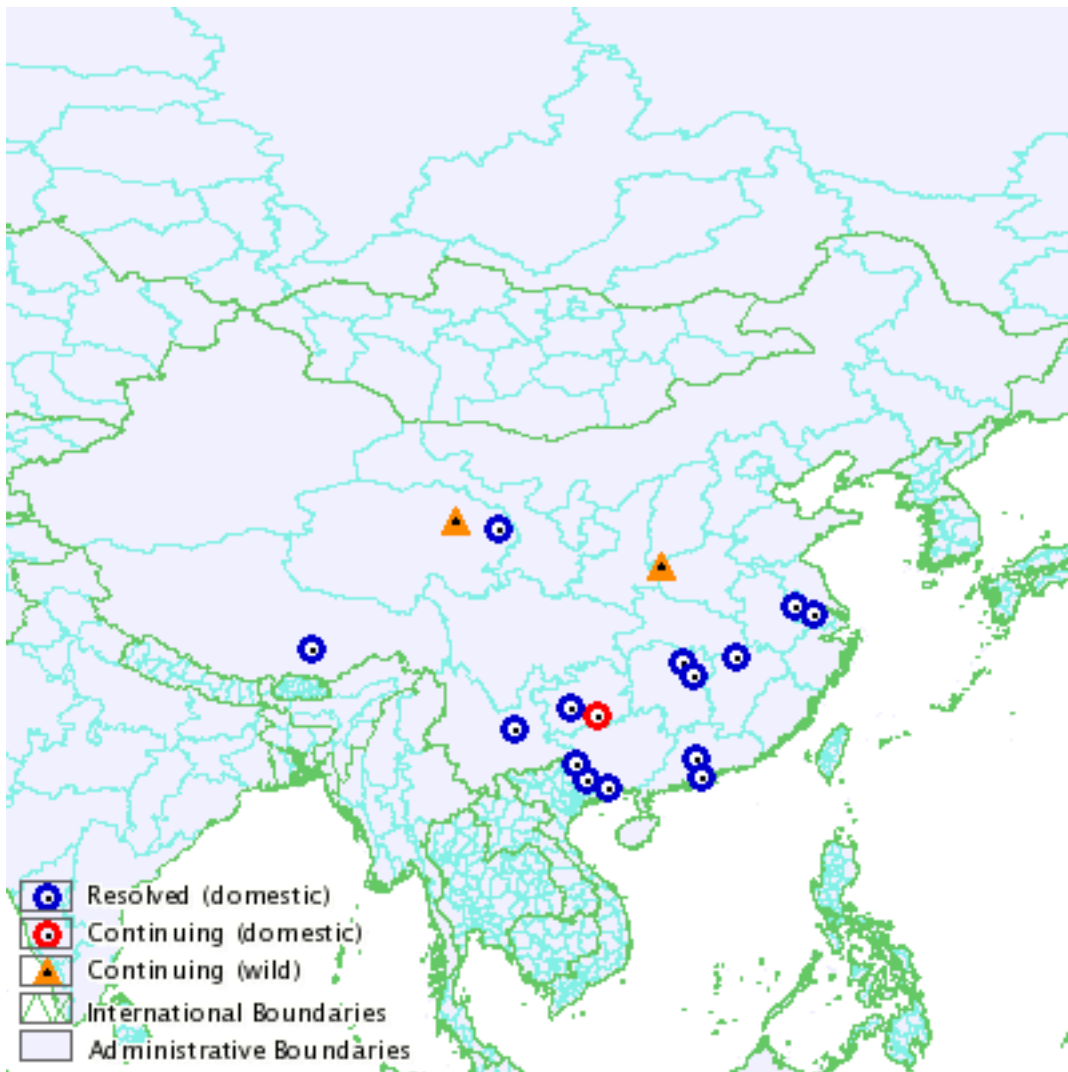 Resolved (domestic)
Continuing (domestic)
Continuing (wild)
International Boundaries
Administrative Boundaries